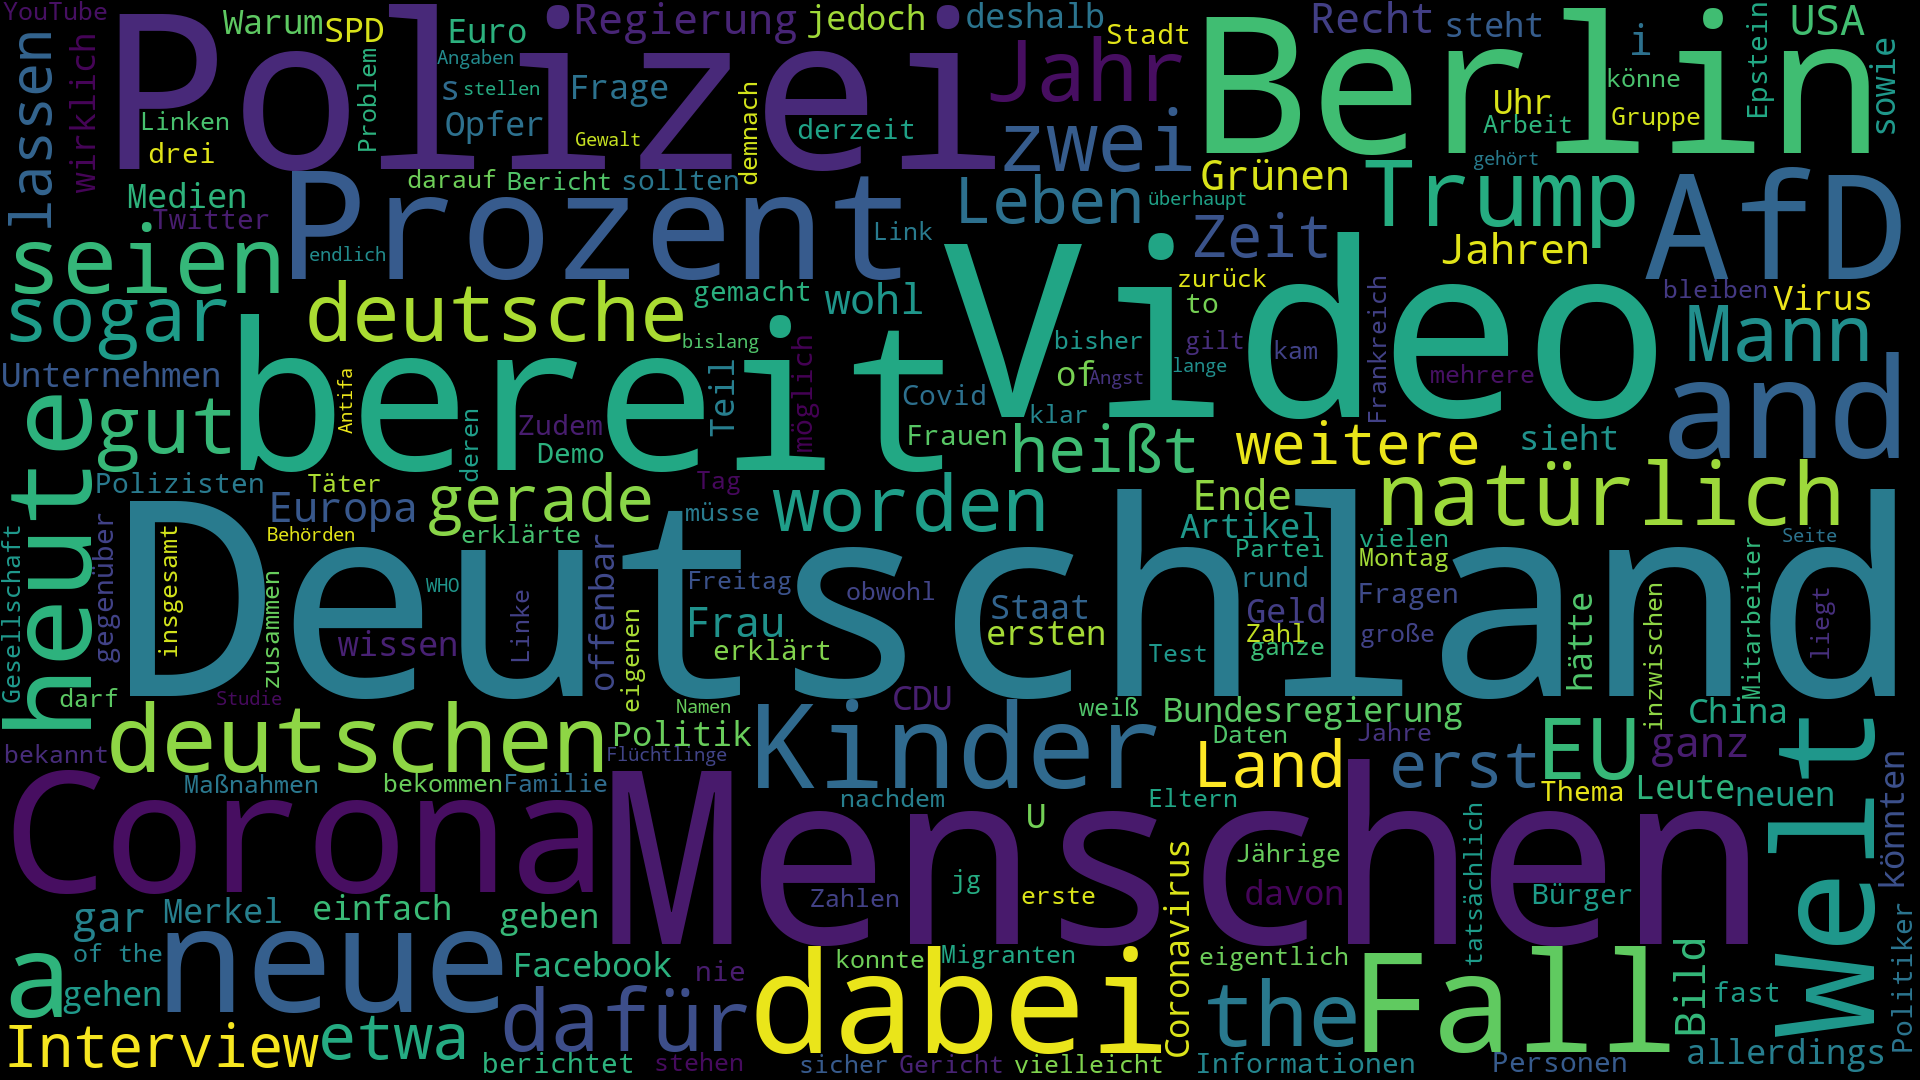 YouTube
Warum
SPD
Euro
Regierung
jedoch
deshalb
Stadt
Recht
steht
i
Epstein
USA
sowie
lassen
wirklich
Polizei
Problem
Angaben
s
stellen
Frage
Jahr
Berlin
könne
Linken
drei
Opfer
Gewalt
demnach
derzeit
zwei
Uhr
Arbeit
Gruppe
Medien
Twitter
Prozent
darauf
Bericht
sollten
Leben
überhaupt
Grünen
gehört
Trump
AfD
seien
endlich
Link
Zeit
Jahren
sogar
deutsche
gemacht
wohl
Video
zurück
to
bleiben
Virus
Unternehmen
bereit
bislang
möglich
bisher
gilt
kam
Frankreich
Mann
heute
gut
Antifa
deren
Zudem
Demo
Teil
Covid
of
Angst
lange
mehrere
and
klar
Frauen
heißt
weitere
sieht
Polizisten
Täter
Europa
gerade
Tag
müsse
worden
Ende
natürlich
Artikel
Gesellschaft
gegenüber
insgesamt
Behörden
erklärte
offenbar
Partei
vielen
Montag
Seite
Deutschland
zusammen
WHO
Linke
Freitag
obwohl
rund
Fragen
wissen
eigenen
Frau
Staat
ersten
Geld
Zahl
große
hätte
inzwischen
Mitarbeiter
liegt
erklärt
Test
ganze
darf
Studie
Namen
CDU
weiß
Bundesregierung
China
bekannt
deutschen
Politik
Flüchtlinge
Kinder
Daten
Jahre
Land
erst
EU
ganz
Welt
Maßnahmen
bekommen
Familie
nachdem
Eltern
Thema
Leute
neuen
könnten
Corona
Menschen
U
Jährige
tatsächlich
Zahlen
jg
erste
Coronavirus
davon
Bürger
gar
Merkel
einfach
geben
a
of the
neue
Facebook
nie
dabei
konnte
Migranten
eigentlich
Fall
Bild
Politiker
gehen
dafür
the
fast
Interview
etwa
berichtet
stehen
sicher
Gericht
vielleicht
Informationen
Personen
allerdings